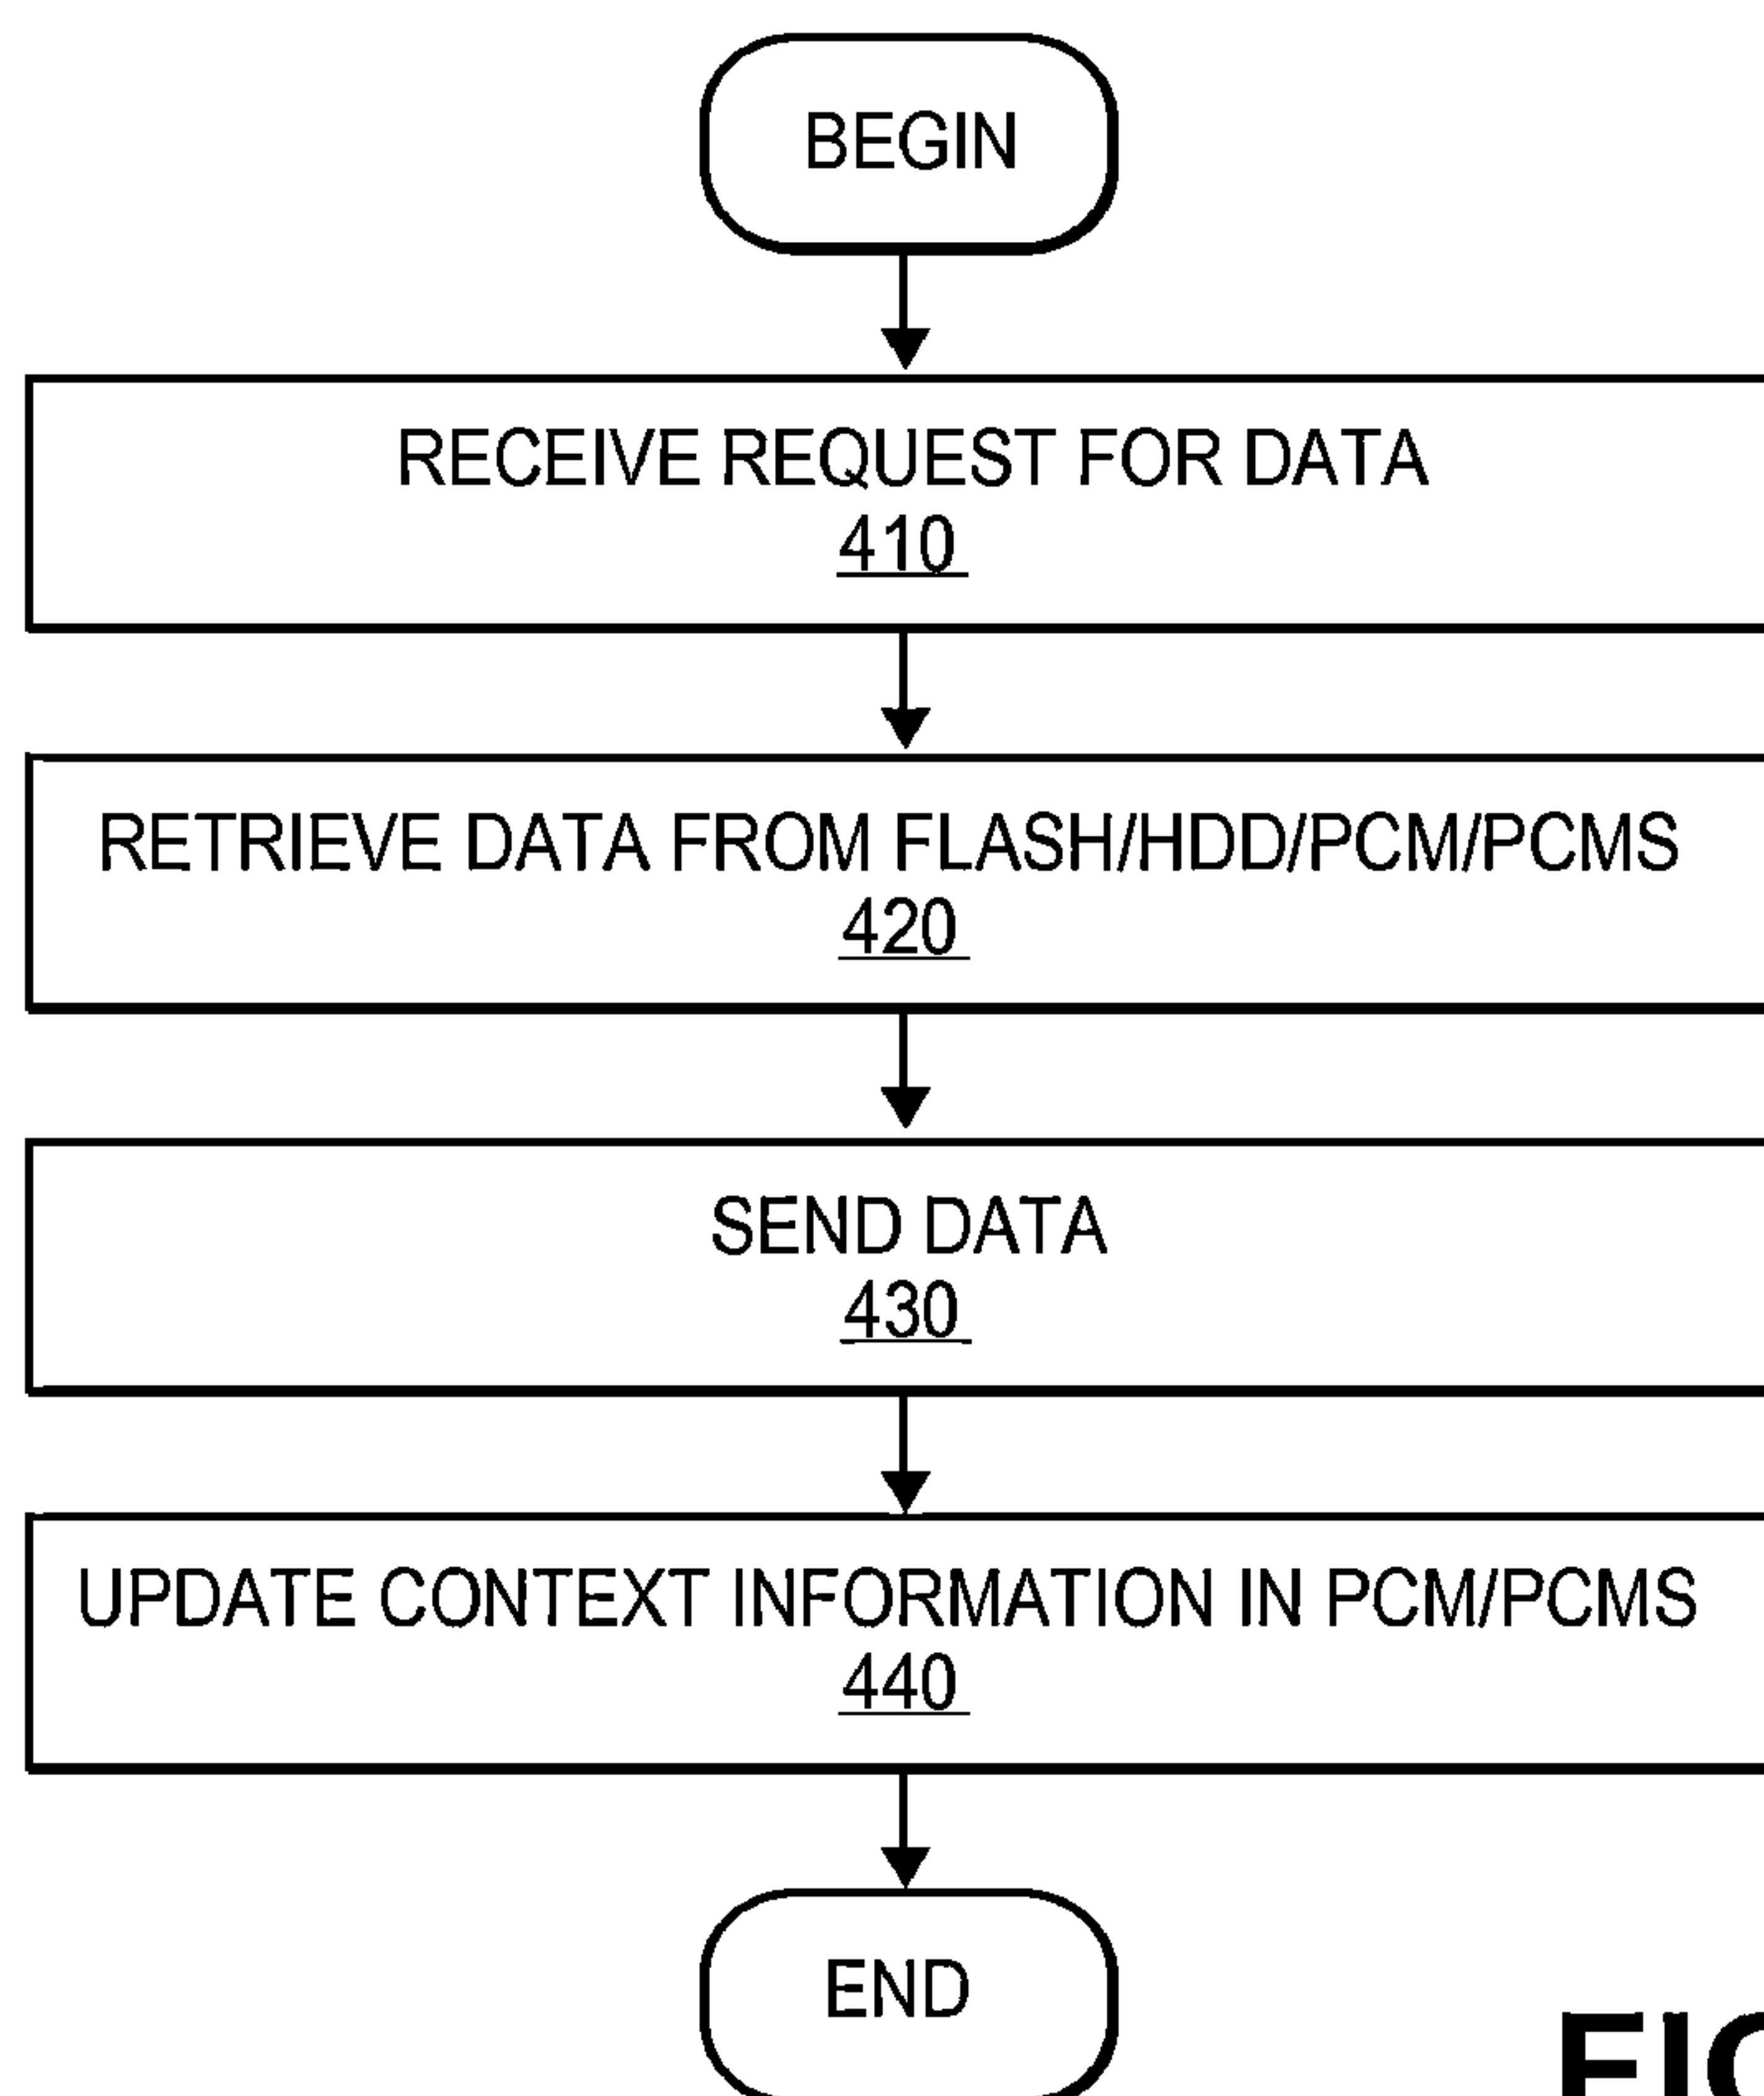 BEGIN
RECEIVE REQUEST FOR DATA
410
RETRIEVE DATA FROM FLASH/HDD/PCM/PCMS
420
SEND DATA
430
UPDATE CONTEXT INFORMATION IN PCM/PCMS
440
END